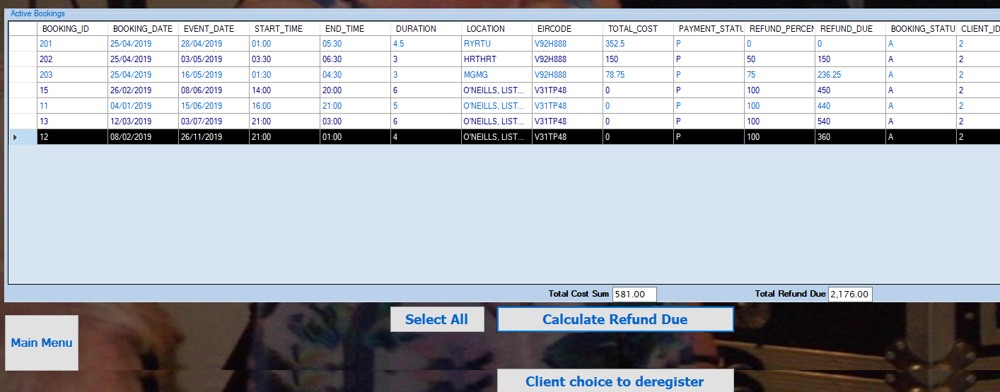 Active Bookings
BOOKING_ID BOOKING_DATE EVENT_DATE START_TIME END_TIME DURATION LOCATION EIRCODE TOTAL_COST PAYMENT_STATU REFUND_PERCEN REFUND_DUE BOOKING_STATU CLIENT_ID
201 25/04/2019 28/04/2019 01:00 05:30 4.5 RYRTU V92H888 352.5 P 0 0 A 2
202 25/04/2019 03/05/2019 03:30 06:30 3 HRTHRT V92H888 150 P 50 150 A 2
203 25/04/2019 16/05/2019 01:30 04:30 3 MGMG V92H888 78.75 P 75 236.25 A 2
15 26/02/2019 08/06/2019 14:00 20:00 6 O'NEILLS, LIST... V31TP48 0 P 100 450 A 2
11 04/01/2019 15/06/2019 16:00 21:00 5 O'NEILLS, LIST... V31TP48 0 P 100 440 A 2
13 12/03/2019 03/07/2019 21:00 03:00 6 O'NEILLS, LIST... V31TP48 0 P 100 540 A 2
12 08/02/2019 26/11/2019 21:00 01:00 4 O'NEILLS, LIST... V31TP48 0 P 100 360 A 2
Total Cost Sum 581.00 Total Refund Due 2,176.00
Select All Calculate Refund Due
Main Menu
Client choice to deregister